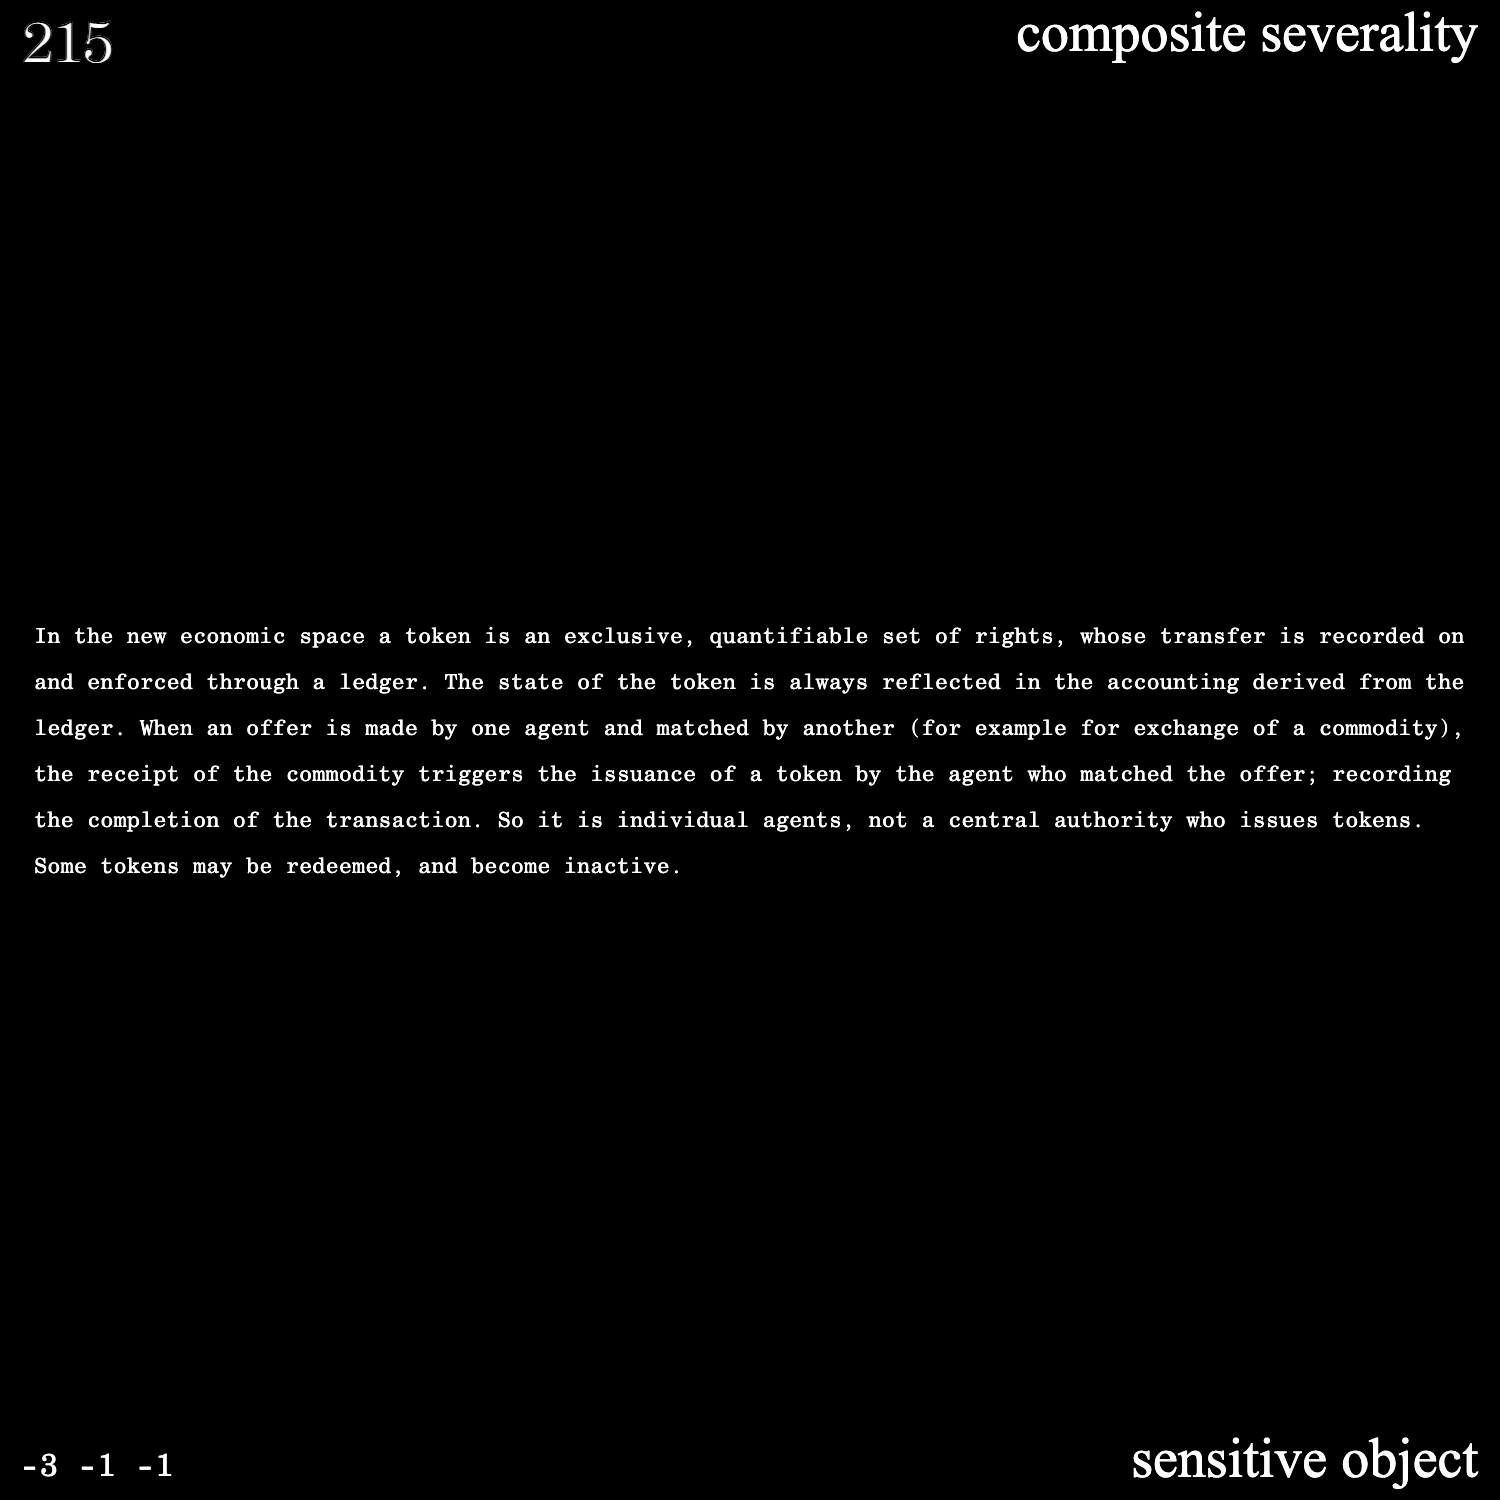 215
composite severality
In the new economic space a token is an exclusive, quantifiable set of rights, whose transfer is recorded on
and enforced through a ledger. The state of the token is always reflected in the accounting derived from the
ledger. When an offer is made by one agent and matched by another (for example for exchange of a commodity),
the receipt of the commodity triggers the issuance of a token by the agent who matched the offer; recording
the completion of the transaction. So it is individual agents, not a central authority who issues tokens.
Some tokens may be redeemed, and become inactive.
-3 -1 -1
sensitive object